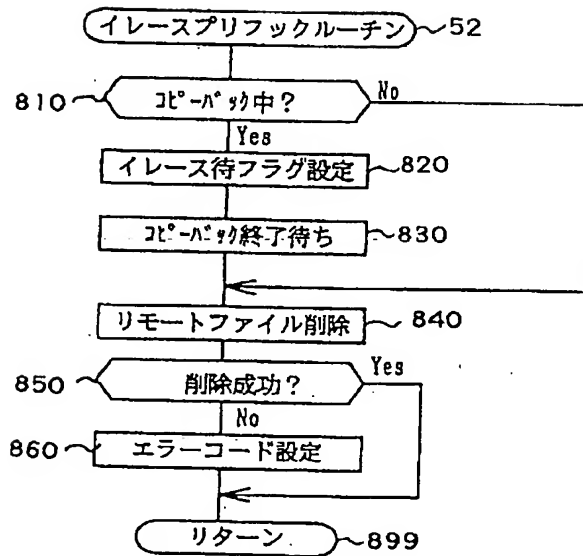 イレースプリフックルーチン 52
810 コピーバック中? No
Yes
イレース待フラグ設定 820
コピーバック終了待ち 830
リモートファイル削除 840
850 削除成功? Yes
No
860 エラーコード設定
リターン 899